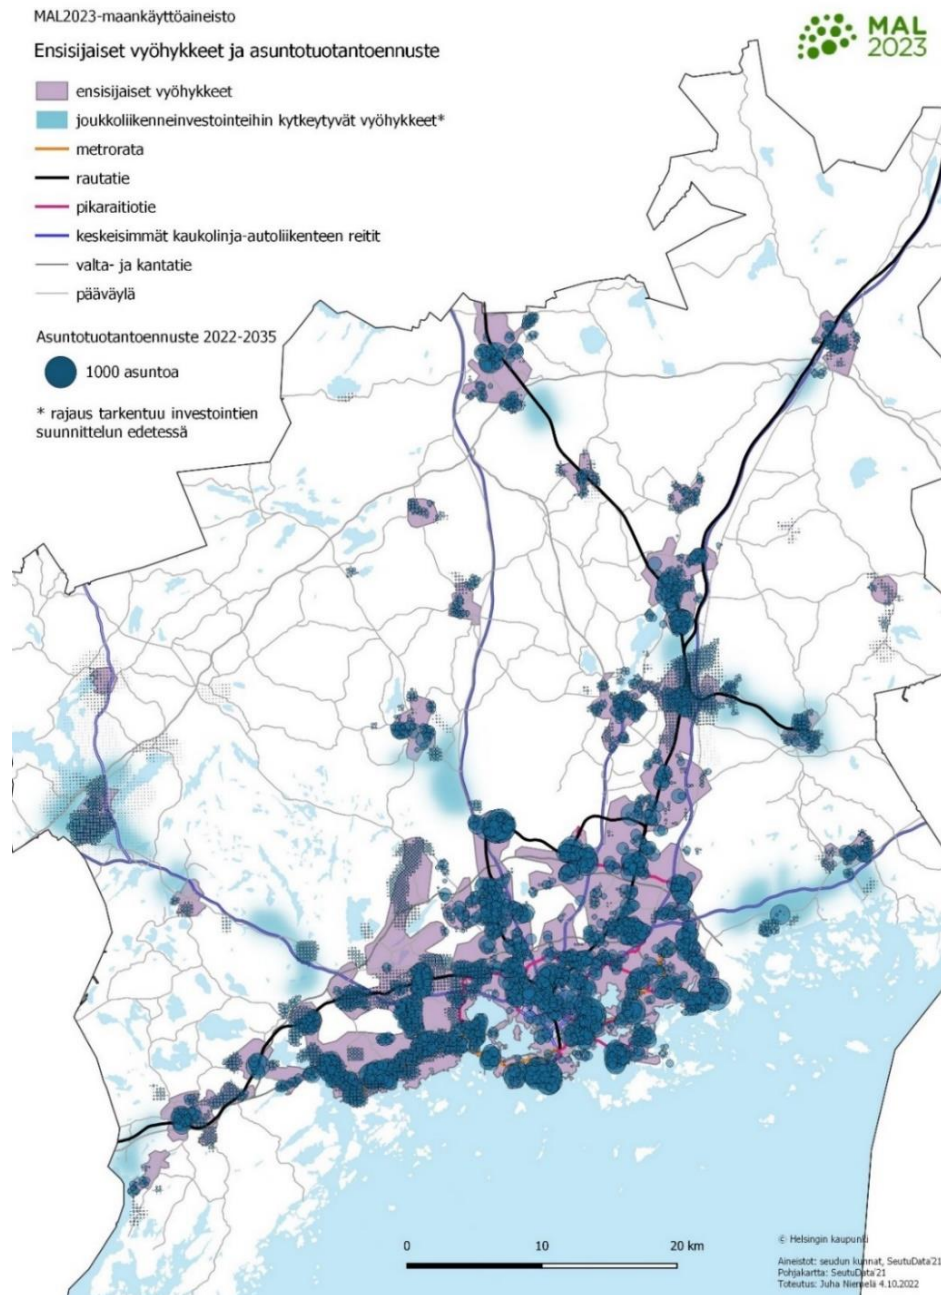 MAL2023-maankäyttöaineisto
Ensisijaiset vyöhykkeet ja asuntotuotantoennuste
MAL
2023
ensisijaiset vyöhykkeet
joukkoliikenneinvestointeihin kytkeytyvät vyöhykkeet*
metrorata
rautatie
pikaraitiotie
keskeisimmät kaukolinja-autoliikenteen reitit
valta- ja kantatie
pääväylä
Asuntotuotantoennuste 2022-2035
1000 asuntoa
* rajaus tarkentuu investointien
suunnittelun edetessä
0 10 20 km
© Helsingin kaupunki
Aineistot: seudun kunnat, SeutuData'21
Pohjakartta: SeutuData'21
Toteutus: Juha Niemelä 4.10.2022